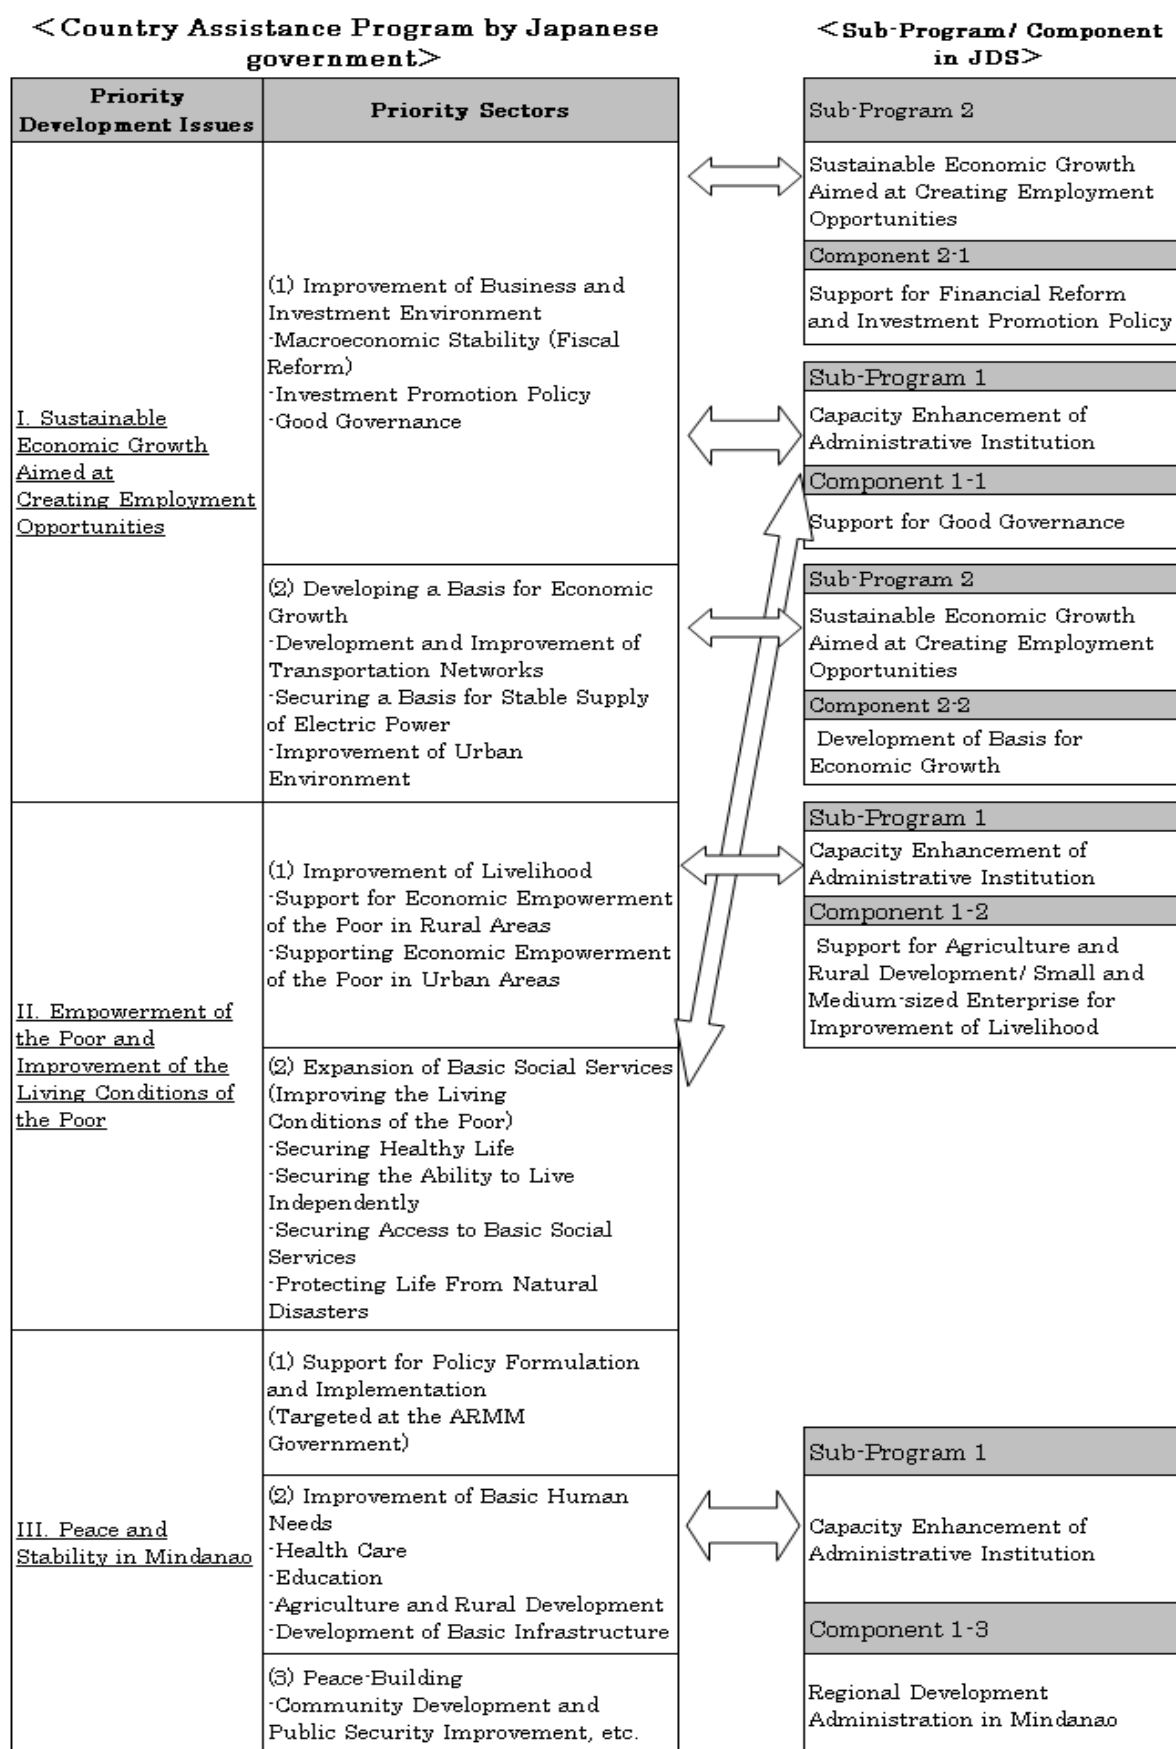 <Country Assistance Program by Japanese
government>
Priority
Development Issues
Priority Sectors
I. Sustainable
Economic Growth
Aimed at
Creating Employment
Opportunities
(1) Improvement of Business and
Investment Environment
-Macroeconomic Stability (Fiscal
Reform)
-Investment Promotion Policy
-Good Governance
(2) Developing a Basis for Economic
Growth
-Development and Improvement of
Transportation Networks
-Securing a Basis for Stable Supply
of Electric Power
-Improvement of Urban
Environment
II. Empowerment of
the Poor and
Improvement of the
Living Conditions of
the Poor
(1) Improvement of Livelihood
-Support for Economic Empowerment
of the Poor in Rural Areas
-Supporting Economic Empowerment
of the Poor in Urban Areas
(2) Expansion of Basic Social Services
(Improving the Living
Conditions of the Poor)
-Securing Healthy Life
-Securing the Ability to Live
Independently
-Securing Access to Basic Social
Services
-Protecting Life From Natural
Disasters
III. Peace and
Stability in Mindanao
(1) Support for Policy Formulation
and Implementation
(Targeted at the ARMM
Government)
(2) Improvement of Basic Human
Needs
-Health Care
-Education
-Agriculture and Rural Development
-Development of Basic Infrastructure
(3) Peace-Building
-Community Development and
Public Security Improvement, etc.
<Sub-Program/ Component
in JDS>
Sub-Program 2
Sustainable Economic Growth
Aimed at Creating Employment
Opportunities
Component 2-1
Support for Financial Reform
and Investment Promotion Policy
Sub-Program 1
Capacity Enhancement of
Administrative Institution
Component 1-1
Support for Good Governance
Sub-Program 2
Sustainable Economic Growth
Aimed at Creating Employment
Opportunities
Component 2-2
Development of Basis for
Economic Growth
Sub-Program 1
Capacity Enhancement of
Administrative Institution
Component 1-2
Support for Agriculture and
Rural Development/ Small and
Medium-sized Enterprise for
Improvement of Livelihood
Sub-Program 1
Capacity Enhancement of
Administrative Institution
Component 1-3
Regional Development
Administration in Mindanao